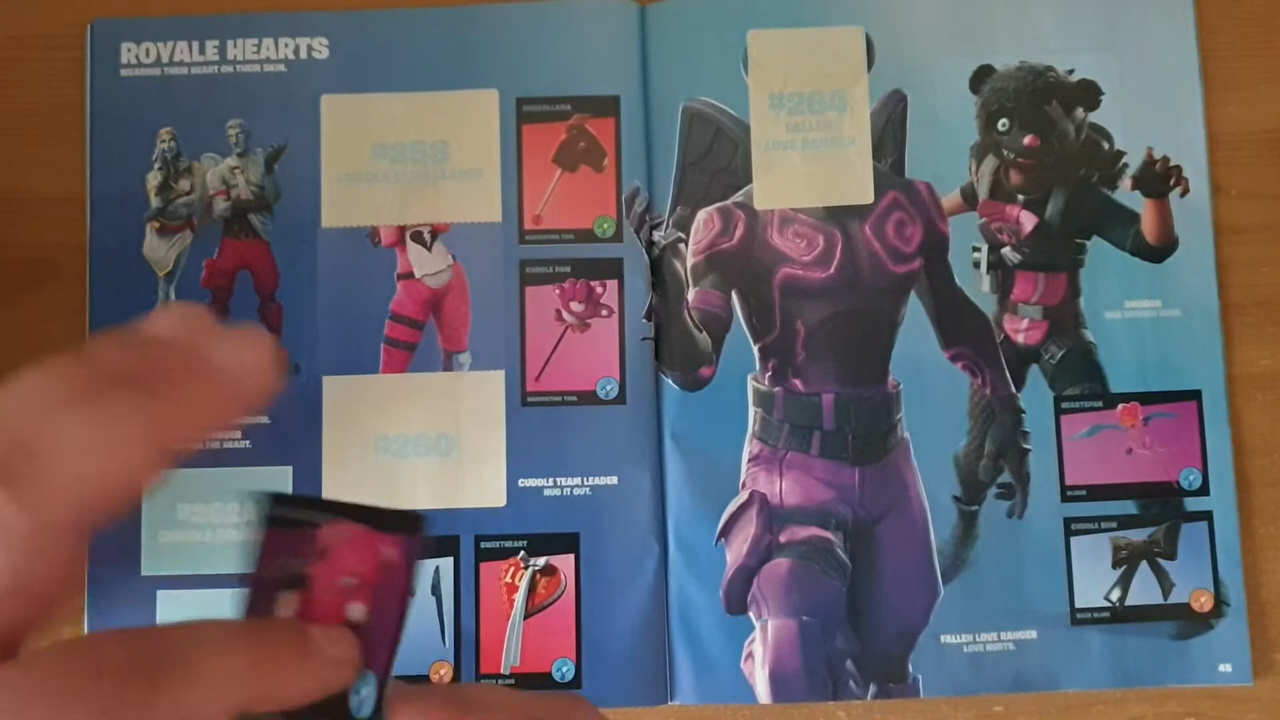 ROYALE HEARTS
WEARING THEIR HEART ON THEIR SKIN.
#258
CUDDLE TEAM LEADER
CHOCOLLAMA
HARVESTING TOOL
CUDDLE PAW
HARVESTING TOOL
THE HEART.
#260
CUDDLE TEAM LEADER
HUG IT OUT.
SWEETHEART
BACK BLING
#264
FALLEN
LOVE RANGER
HEARTSPAN
GLIDER
CUDDLE BOW
BACK BLING
FALLEN LOVE RANGER
LOVE HURTS.
45